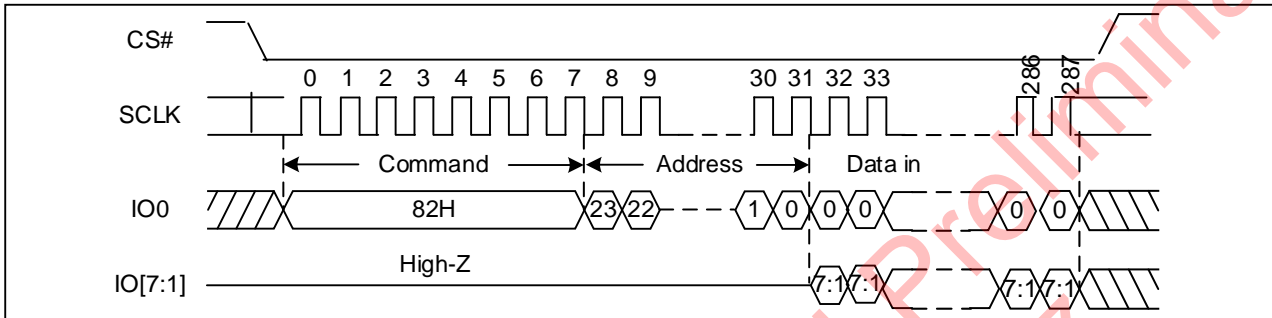 CS#
0 1 2 3 4 5 6 7 8 9 30 31 32 33 286 287
SCLK
Command Address Data in
IO0 82H 23 22 1 0 0 0 0 0
High-Z
IO[7:1] 7:1 7:1 7:1 7:1
Prelimina
Preliminary